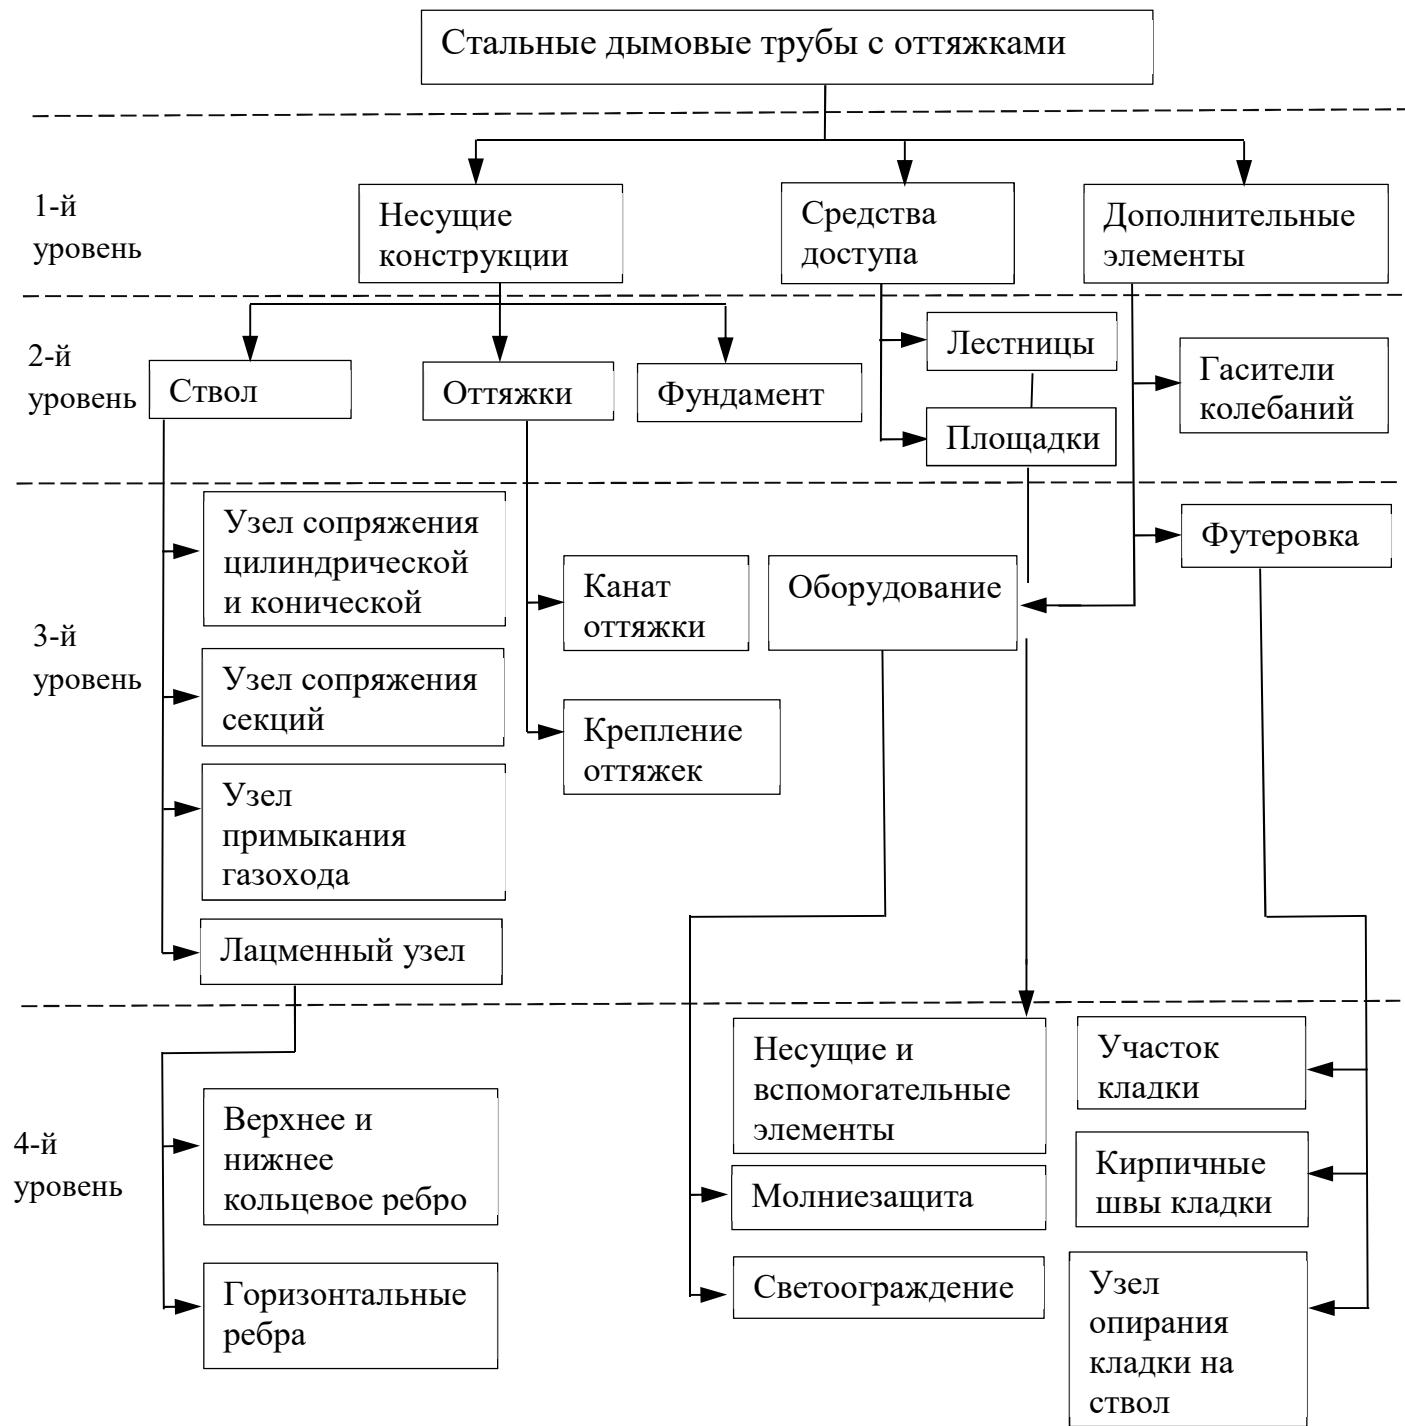 Стальные дымовые трубы с оттяжками
1-й
уровень
Несущие
конструкции
Средства
доступа
Дополнительные
элементы
2-й
уровень
Ствол
Оттяжки
Фундамент
Лестницы
Площадки
Гасители
колебаний
3-й
уровень
Узел сопряжения
цилиндрической
и конической
Узел сопряжения
секций
Узел
примыкания
газохода
Лацменный узел
Канат
оттяжки
Крепление
оттяжек
Оборудование
Футеровка
4-й
уровень
Верхнее и
нижнее
кольцевое ребро
Горизонтальные
ребра
Несущие и
вспомогательные
элементы
Молниезащита
Светоограждение
Участок
кладки
Кирпичные
швы кладки
Узел
опирания
кладки на
ствол